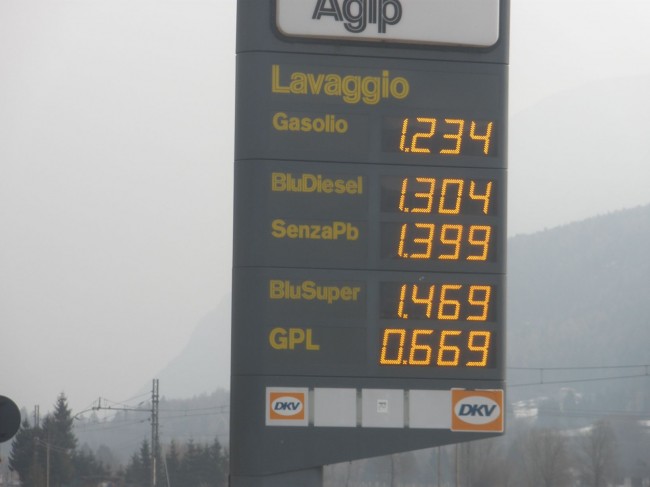 Agip
Lavaggio
Gasolio 1.234
BluDiesel 1.304
SenzaPb 1.399
BluSuper 1.469
GPL 0.669
DKV DKV